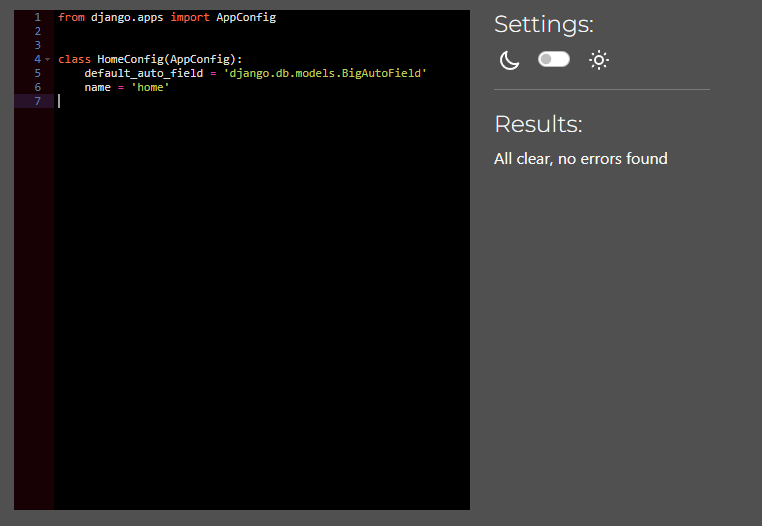 1 from django.apps import AppConfig
2
3
4 class HomeConfig(AppConfig):
5     default_auto_field = 'django.db.models.BigAutoField'
6     name = 'home'
7
Settings:
Results:
All clear, no errors found